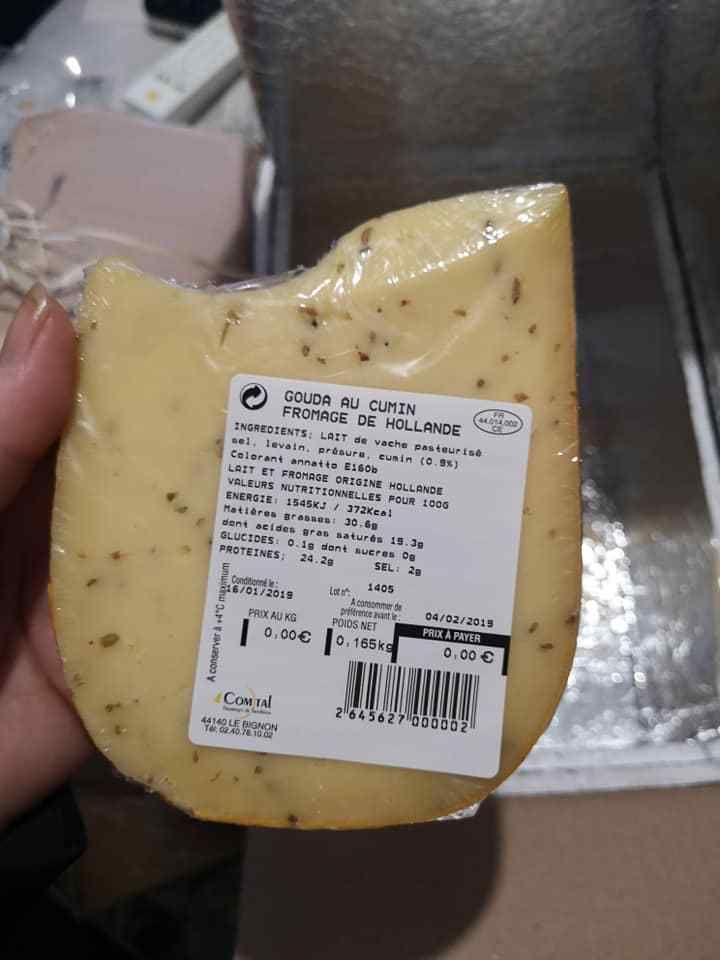 GOUDA AU CUMIN
FROMAGE DE HOLLANDE
FR
44.014.002
CE
INGREDIENTS: LAIT de vache pasteurisé
sel, levain, présure, cumin (0.9%)
Colorant annatto E160b
LAIT ET FROMAGE ORIGINE HOLLANDE
VALEURS NUTRITIONNELLES POUR 100G
ENERGIE: 1545KJ / 372Kcal
Matières grasses: 30.6g
dont acides gras saturés 19.3g
GLUCIDES: 0.1g dont sucres 0g
PROTEINES: 24.2g SEL: 2g
A conserver à +4°C maximum
Conditionné le :
16/01/2019
Lot n°: 1405
A consommer de
préférence avant le : 04/02/2019
PRIX AU KG
0,00€
POIDS NET
0,165kg
PRIX À PAYER
0,00 €
COMTAL
44140 LE BIGNON
Tél. 02.40.78.10.02
2 645627 000002